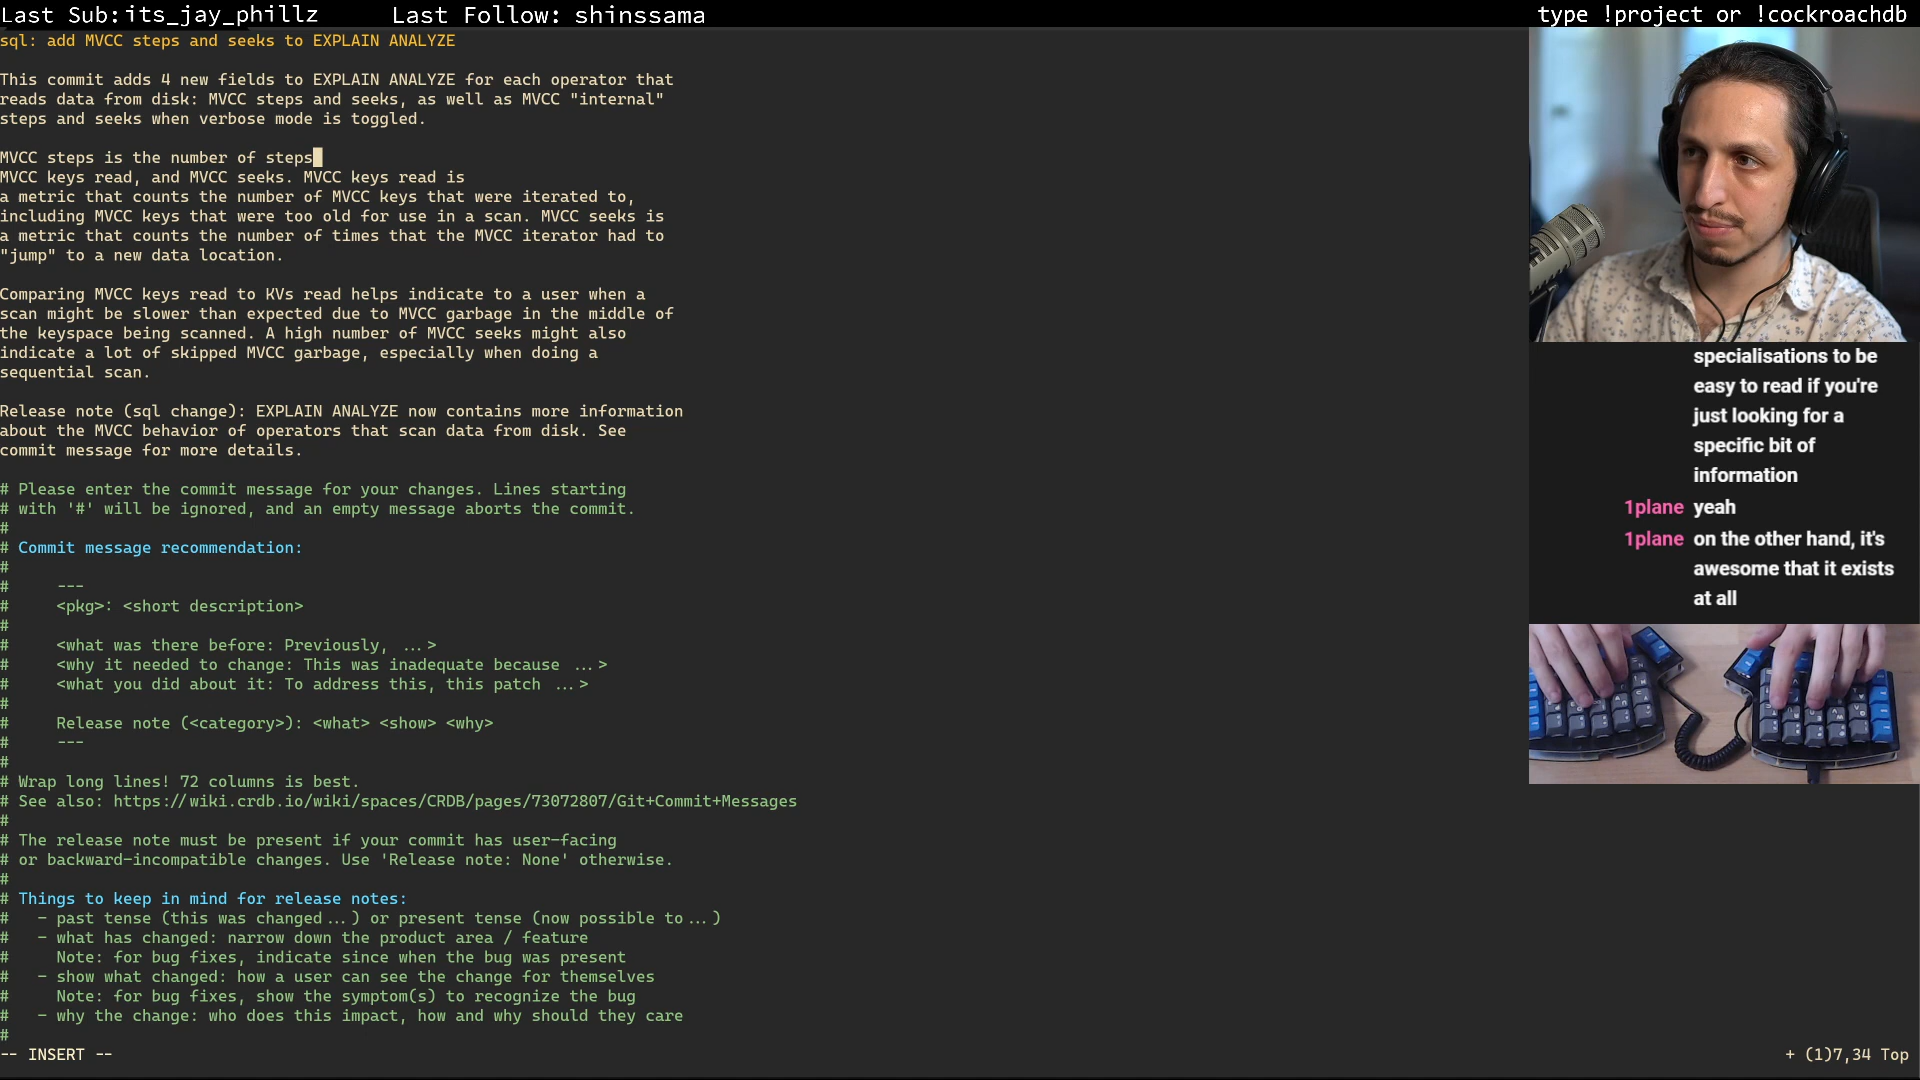 Last Sub:its_jay_phillz
Last Follow: shinssama
type !project or !cockroachdb
sql: add MVCC steps and seeks to EXPLAIN ANALYZE
This commit adds 4 new fields to EXPLAIN ANALYZE for each operator that
reads data from disk: MVCC steps and seeks, as well as MVCC "internal"
steps and seeks when verbose mode is toggled.
MVCC steps is the number of steps
MVCC keys read, and MVCC seeks. MVCC keys read is
a metric that counts the number of MVCC keys that were iterated to,
including MVCC keys that were too old for use in a scan. MVCC seeks is
a metric that counts the number of times that the MVCC iterator had to
"jump" to a new data location.
Comparing MVCC keys read to KVs read helps indicate to a user when a
scan might be slower than expected due to MVCC garbage in the middle of
the keyspace being scanned. A high number of MVCC seeks might also
indicate a lot of skipped MVCC garbage, especially when doing a
sequential scan.
Release note (sql change): EXPLAIN ANALYZE now contains more information
about the MVCC behavior of operators that scan data from disk. See
commit message for more details.
# Please enter the commit message for your changes. Lines starting
# with '#' will be ignored, and an empty message aborts the commit.
#
# Commit message recommendation:
#
#     ---
#     <pkg>: <short description>
#
#     <what was there before: Previously, ...>
#     <why it needed to change: This was inadequate because ...>
#     <what you did about it: To address this, this patch ...>
#
#     Release note (<category>): <what> <show> <why>
#     ---
#
# Wrap long lines! 72 columns is best.
# See also: https://wiki.crdb.io/wiki/spaces/CRDB/pages/73072807/Git+Commit+Messages
#
# The release note must be present if your commit has user-facing
# or backward-incompatible changes. Use 'Release note: None' otherwise.
#
# Things to keep in mind for release notes:
#   - past tense (this was changed...) or present tense (now possible to...)
#   - what has changed: narrow down the product area / feature
#     Note: for bug fixes, indicate since when the bug was present
#   - show what changed: how a user can see the change for themselves
#     Note: for bug fixes, show the symptom(s) to recognize the bug
#   - why the change: who does this impact, how and why should they care
#
-- INSERT --
+ (1)7,34 Top
specialisations to be
easy to read if you're
just looking for a
specific bit of
information
1plane yeah
1plane on the other hand, it's
awesome that it exists
at all